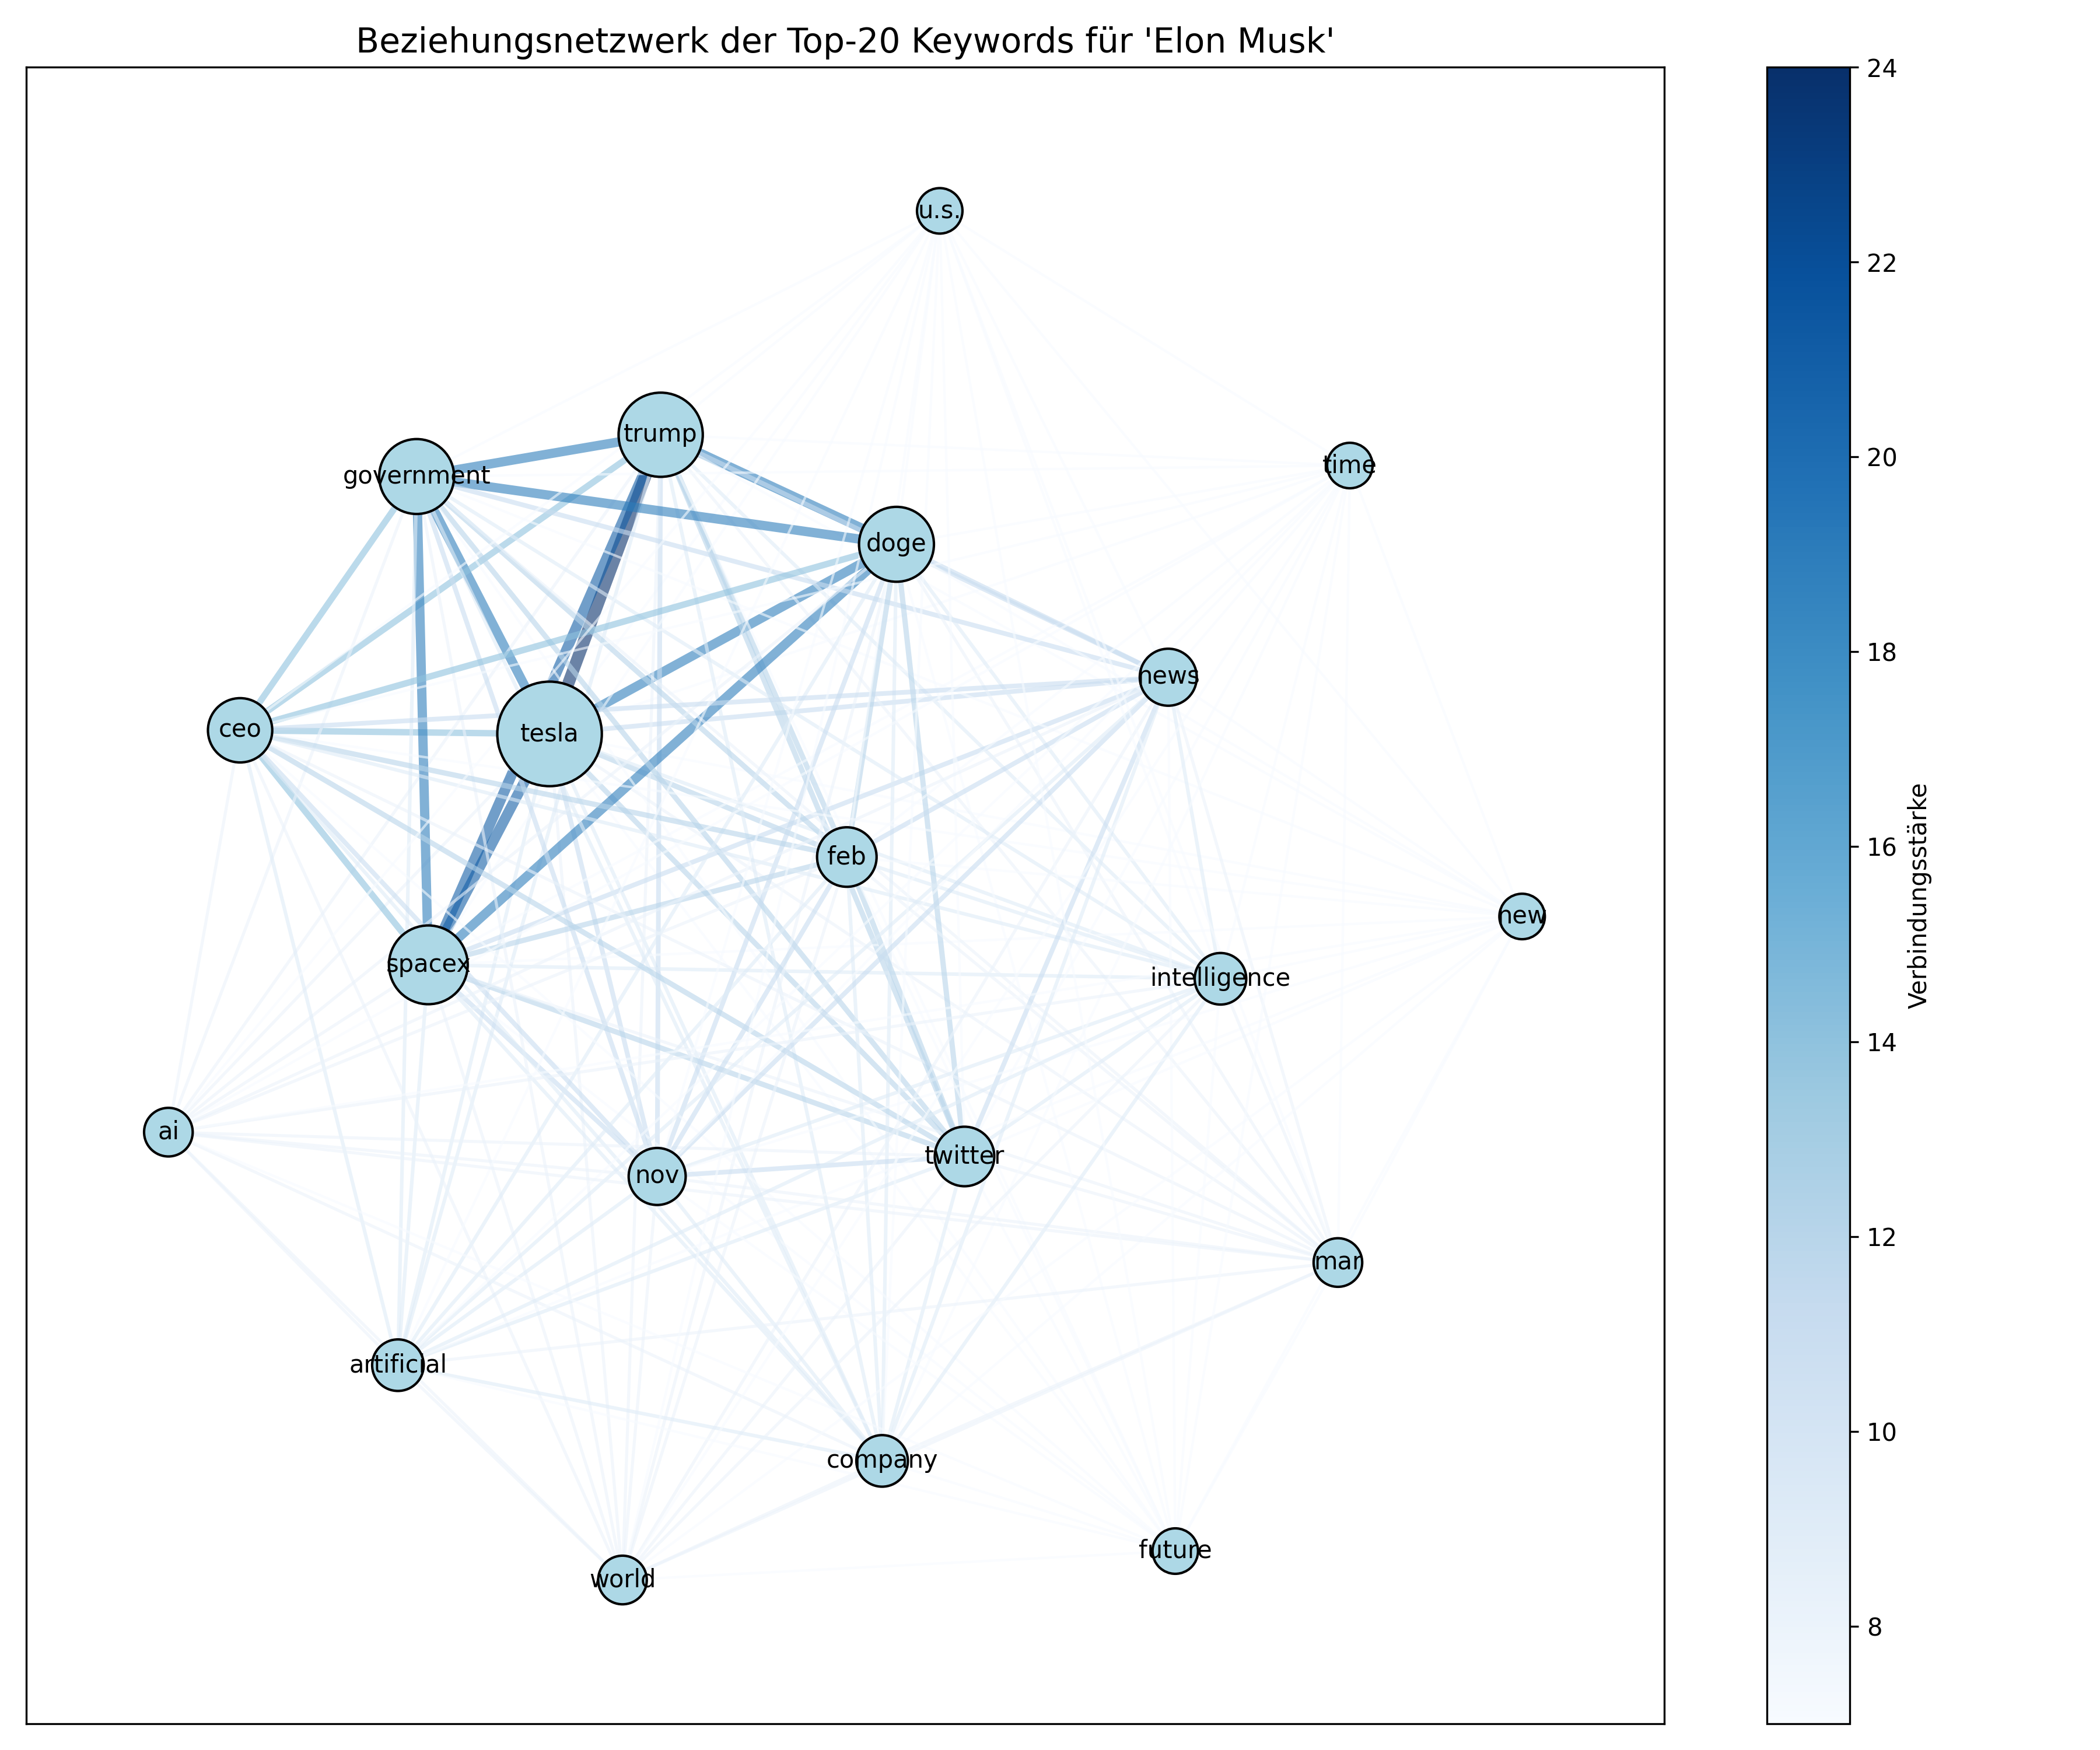 Beziehungsnetzwerk der Top-20 Keywords für 'Elon Musk'
u.s.
trump
time
government
doge
news
ceo
tesla
feb
new
spacex
intelligence
ai
twitter
nov
mar
artificial
company
future
world
24
22
20
18
16
14
12
10
8
Verbindungsstärke